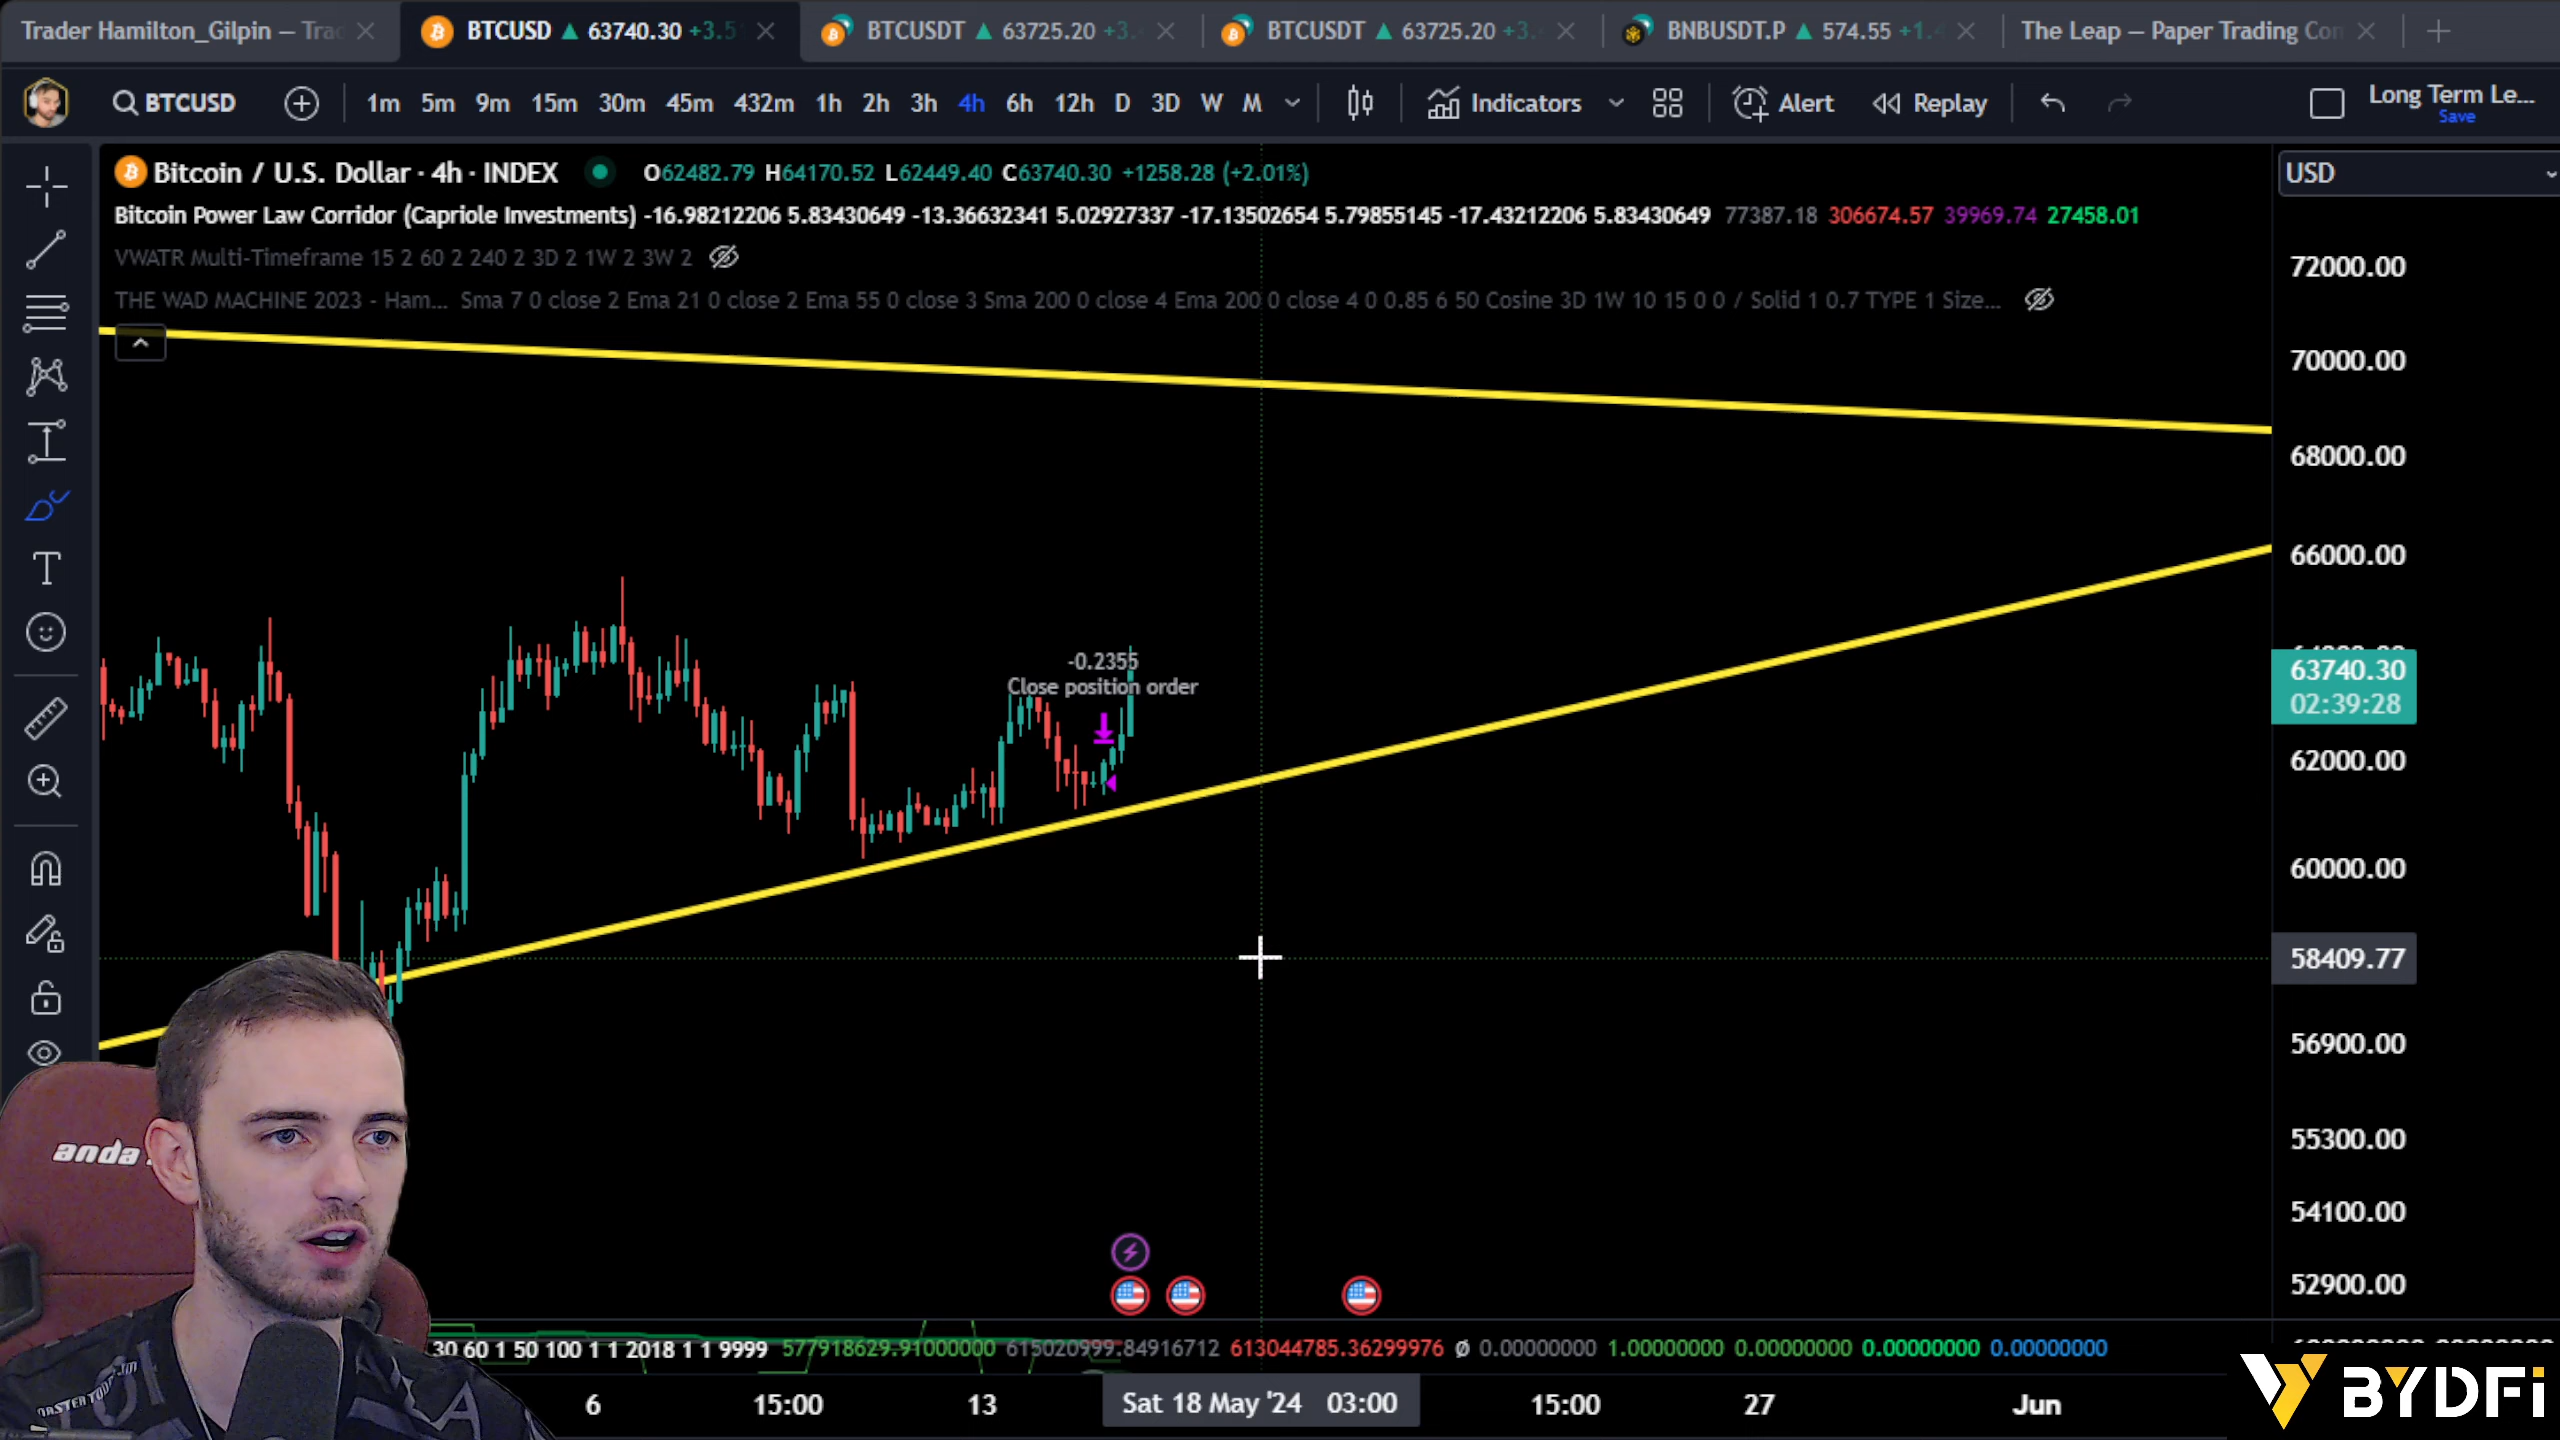 Trader Hamilton_Gilpin — Tra
BTCUSD 63740.30 +3.5
BTCUSDT 63725.20 +3.
BTCUSDT 63725.20 +3.
BNBUSDT.P 574.55 +1.
The Leap — Paper Trading Con
BTCUSD 1m 5m 9m 15m 30m 45m 432m 1h 2h 3h 4h 6h 12h D 3D W M Indicators Alert Replay Long Term Le...
Save
Bitcoin / U.S. Dollar · 4h · INDEX O62482.79 H64170.52 L62449.40 C63740.30 +1258.28 (+2.01%)
USD
Bitcoin Power Law Corridor (Capriole Investments) -16.98212206 5.83430649 -13.36632341 5.02927337 -17.13502654 5.79855145 -17.43212206 5.83430649 77387.18 306674.57 39969.74 27458.01
VWATR Multi-Timeframe 15 2 60 2 240 2 3D 2 1W 2 3W 2
THE WAD MACHINE 2023 - Ham... Sma 7 0 close 2 Ema 21 0 close 2 Ema 55 0 close 3 Sma 200 0 close 4 Ema 200 0 close 4 0 0.85 6 50 Cosine 3D 1W 10 15 0 0 / Solid 1 0.7 TYPE 1 Size...
72000.00
70000.00
68000.00
66000.00
-0.2355
Close position order
63740.30
02:39:28
62000.00
60000.00
58409.77
56900.00
55300.00
54100.00
52900.00
anda
30 60 1 50 100 1 1 2018 1 1 9999 577918629.91000000 615020999.84916712 613044785.36299976 ø 0.00000000 1.00000000 0.00000000 0.00000000 0.00000000
6 15:00 13 Sat 18 May '24 03:00 15:00 27 Jun
BYDFi